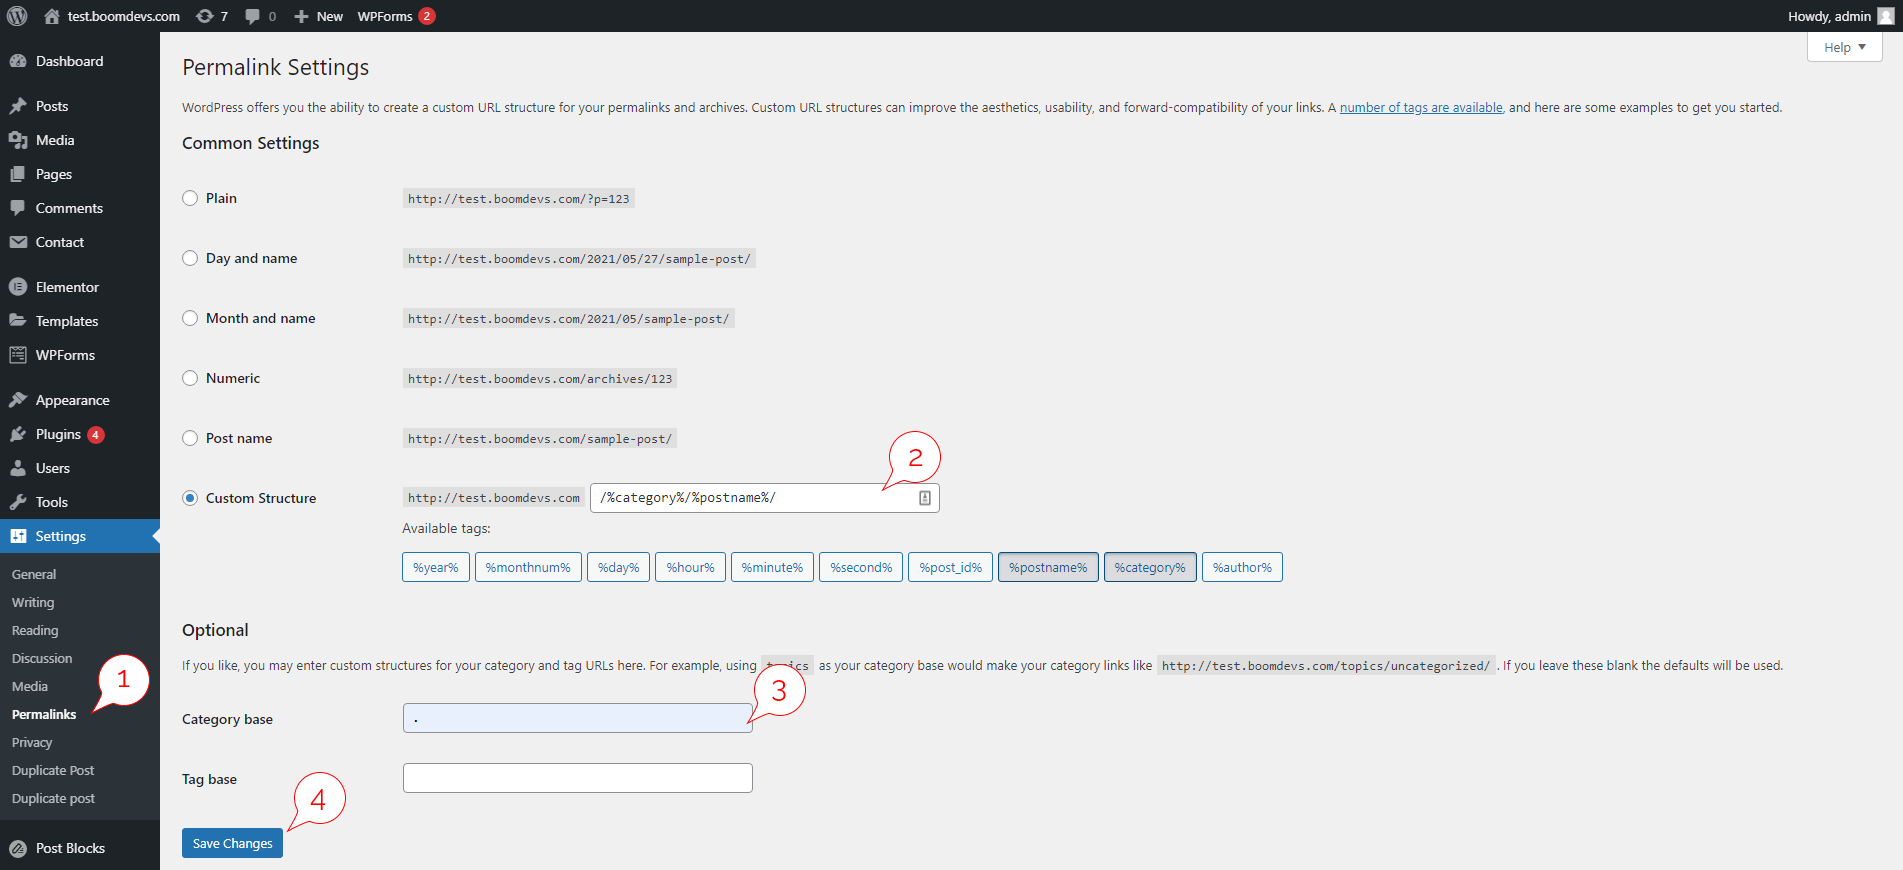 test.boomdevs.com 7 0 New WPForms 2 Howdy, admin
Help
Dashboard
Posts
Media
Pages
Comments
Contact
Elementor
Templates
WPForms
Appearance
Plugins 4
Users
Tools
Settings
General
Writing
Reading
Discussion
Media
Permalinks
Privacy
Duplicate Post
Duplicate post
Post Blocks
1
Permalink Settings
WordPress offers you the ability to create a custom URL structure for your permalinks and archives. Custom URL structures can improve the aesthetics, usability, and forward-compatibility of your links. A number of tags are available, and here are some examples to get you started.
Common Settings
Plain http://test.boomdevs.com/?p=123
Day and name http://test.boomdevs.com/2021/05/27/sample-post/
Month and name http://test.boomdevs.com/2021/05/sample-post/
Numeric http://test.boomdevs.com/archives/123
Post name http://test.boomdevs.com/sample-post/
2
Custom Structure http://test.boomdevs.com /%category%/%postname%/
Available tags:
%year% %monthnum% %day% %hour% %minute% %second% %post_id% %postname% %category% %author%
Optional
If you like, you may enter custom structures for your category and tag URLs here. For example, using topics as your category base would make your category links like http://test.boomdevs.com/topics/uncategorized/ . If you leave these blank the defaults will be used.
3
Category base .
Tag base
4
Save Changes